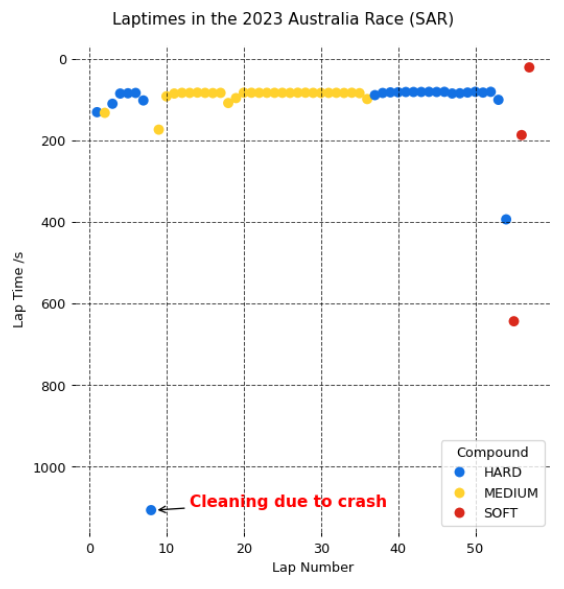 Laptimes in the 2023 Australia Race (SAR)
Lap Time /s
0
200
400
600
800
1000
Cleaning due to crash
Compound
HARD
MEDIUM
SOFT
0 10 20 30 40 50
Lap Number